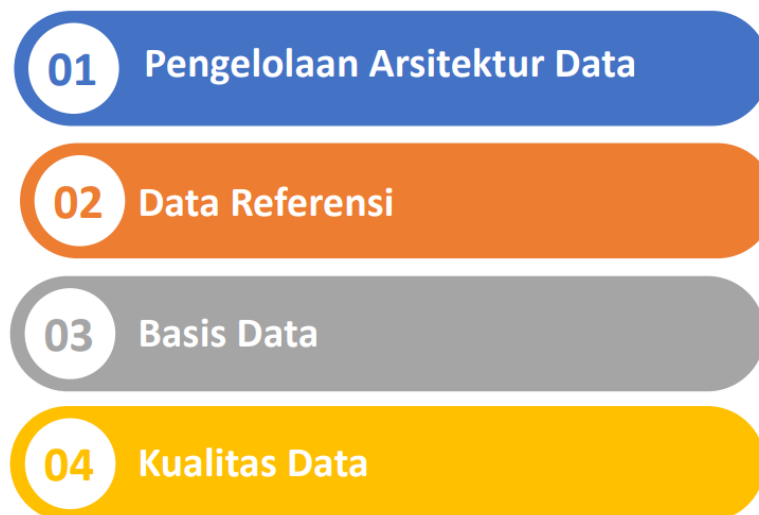 01 Pengelolaan Arsitektur Data
02 Data Referensi
03 Basis Data
04 Kualitas Data